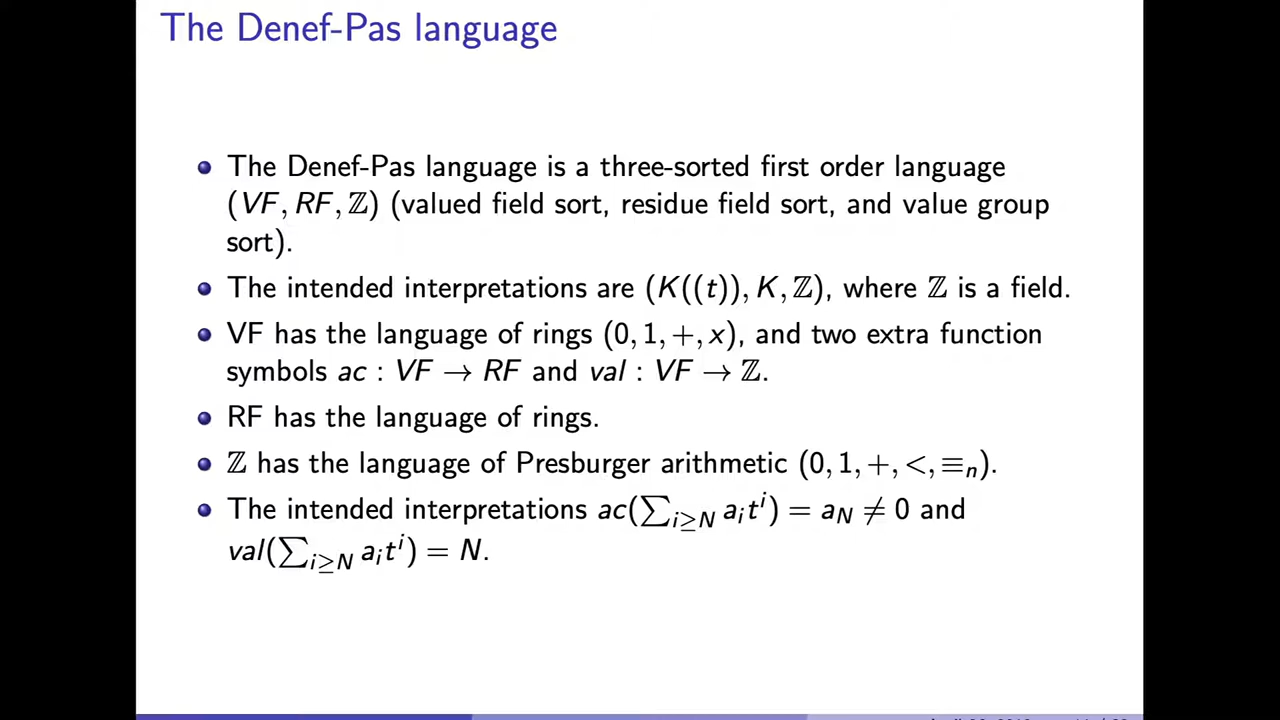 The Denef-Pas language
The Denef-Pas language is a three-sorted first order language
(VF, RF, ℤ) (valued field sort, residue field sort, and value group
sort).
The intended interpretations are (K((t)), K, ℤ), where ℤ is a field.
VF has the language of rings (0, 1, +, x), and two extra function
symbols ac : VF → RF and val : VF → ℤ.
RF has the language of rings.
ℤ has the language of Presburger arithmetic (0, 1, +, <, ≡ₙ).
The intended interpretations ac(∑_{i≥N} a_i t^i) = a_N ≠ 0 and
val(∑_{i≥N} a_i t^i) = N.